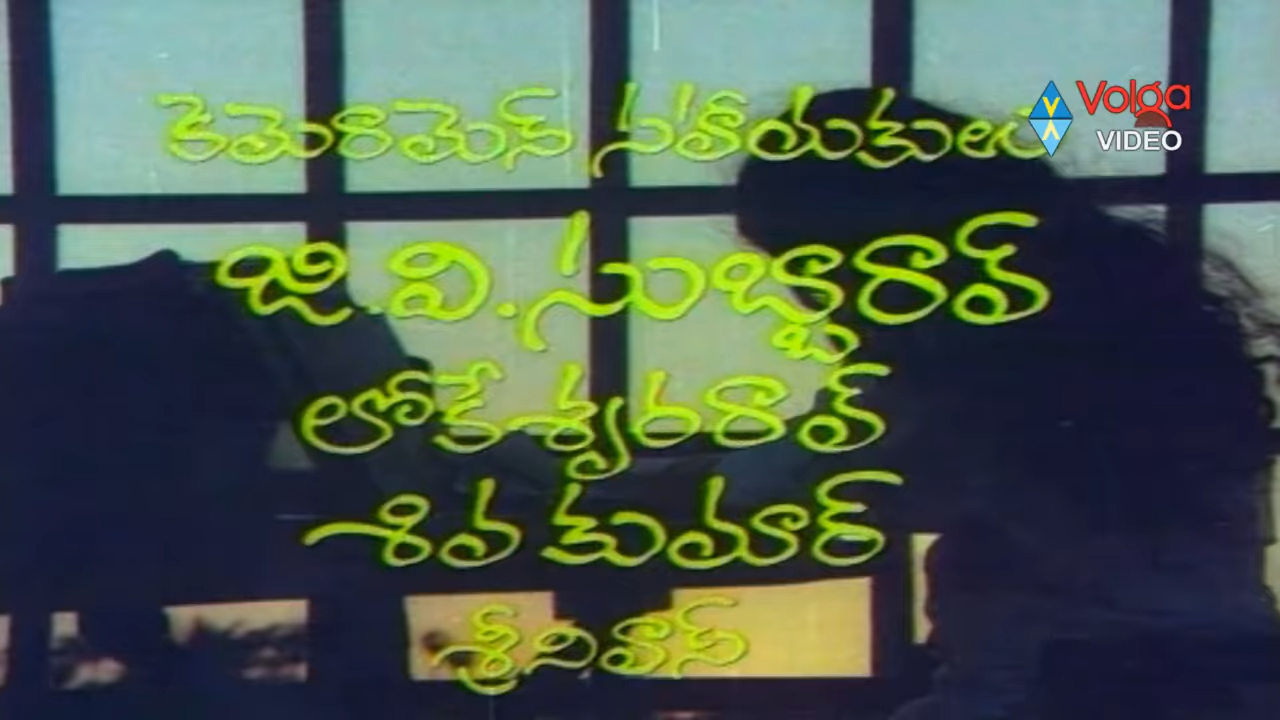 కెమెరామెన్ సహాయకులు
Volga
VIDEO
జి.వి.సుబ్బారావ్
లోకేశ్వరరావ్
శివకుమార్
శ్రీనివాస్